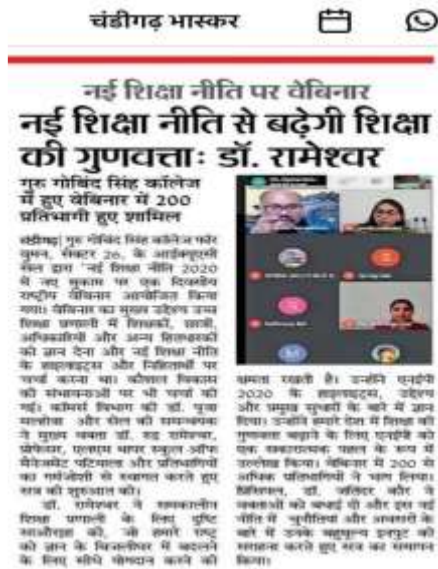 चंडीगढ़ भास्कर
नई शिक्षा नीति पर वेबिनार
नई शिक्षा नीति से बढ़ेगी शिक्षा
की गुणवत्ताः डॉ. रामेश्वर
गुरु गोबिंद सिंह कॉलेज
में हुए वेबिनार में 200
प्रतिभागी हुए शामिल
चंडीगढ़| गुरु गोबिंद सिंह कॉलेज फॉर
वुमन, सेक्टर 26, के आईक्यूएसी
सेल द्वारा 'नई शिक्षा नीति 2020
में नए मुकाम पर एक दिवसीय
राष्ट्रीय वेबिनार आयोजित किया
गया। वेबिनार का मुख्य उद्देश्य उच्च
शिक्षा प्रणाली में शिक्षकों, छात्रों,
अधिकारियों और अन्य हितधारकों
को ज्ञान देना और नई शिक्षा नीति
के हाइलाइट्स और निहितार्थों पर
चर्चा करना था। कौशल विकास
की संभावनाओं पर भी चर्चा की
गई। कॉमर्स विभाग की डॉ. पूजा
और सेल की समन्वयक
ने मुख्य वक्ता डॉ. रुद्र रामेश्वर,
प्रोफेसर, एलएम थापर स्कूल ऑफ
मैनेजमेंट पटियाला और प्रतिभागियों
का गर्मजोशी से स्वागत करते हुए
सत्र की शुरुआत की।
डॉ. रामेश्वर ने समकालीन
शिक्षा प्रणाली के लिए दृष्टि
साझा की, जो हमारे राष्ट्र
को ज्ञान के में बदलने
के लिए सीधे योगदान करने की
क्षमता रखती है। उन्होंने एनईपी
2020 के हाइलाइट्स, उद्देश्य
और प्रमुख सुधारों के बारे में ज्ञान
दिया। उन्होंने हमारे देश में शिक्षा की
गुणवत्ता बढ़ाने के लिए एनईपी को
एक सकारात्मक पहल के रूप में
उल्लेख किया। वेबिनार में 200 से
अधिक प्रतिभागियों ने भाग लिया।
प्रिंसिपल, डॉ. जतिंदर कौर ने
वक्ताओं को बधाई दी और इस नई
नीति में चुनौतियां और अवसरों के
बारे में उनके बहुमूल्य इनपुट की
सराहना करते हुए सत्र का समापन
किया।